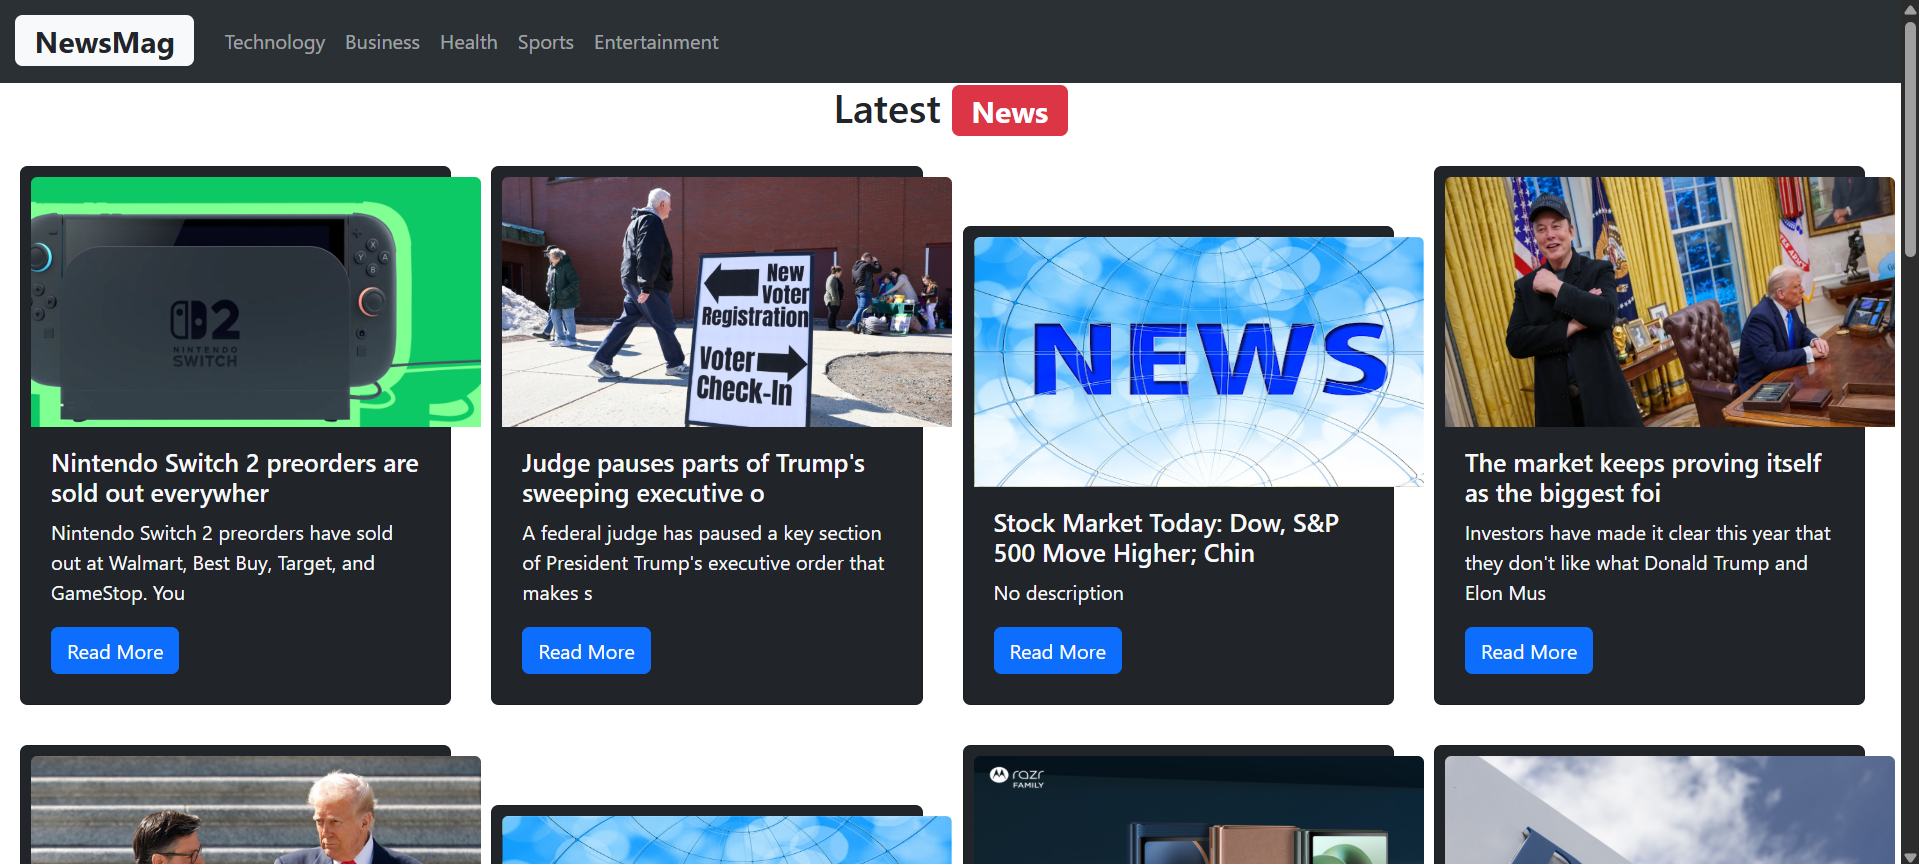 NewsMag
Technology Business Health Sports Entertainment
Latest News
NINTENDO
SWITCH
2
Nintendo Switch 2 preorders are
sold out everywher
Nintendo Switch 2 preorders have sold
out at Walmart, Best Buy, Target, and
GameStop. You
Read More
New
Voter
Registration
Voter
Check-In
Judge pauses parts of Trump's
sweeping executive o
A federal judge has paused a key section
of President Trump's executive order that
makes s
Read More
NEWS
Stock Market Today: Dow, S&P
500 Move Higher; Chin
No description
Read More
The market keeps proving itself
as the biggest foi
Investors have made it clear this year that
they don't like what Donald Trump and
Elon Mus
Read More
razr
FAMILY